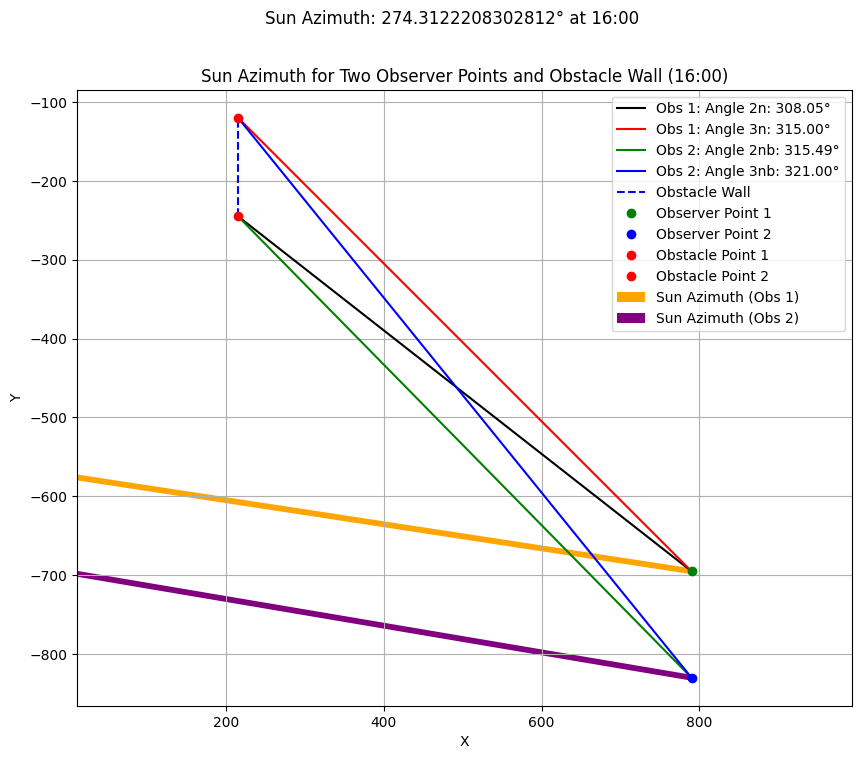 Sun Azimuth: 274.3122208302812° at 16:00
Sun Azimuth for Two Observer Points and Obstacle Wall (16:00)
Obs 1: Angle 2n: 308.05°
Obs 1: Angle 3n: 315.00°
Obs 2: Angle 2nb: 315.49°
Obs 2: Angle 3nb: 321.00°
Obstacle Wall
Observer Point 1
Observer Point 2
Obstacle Point 1
Obstacle Point 2
Sun Azimuth (Obs 1)
Sun Azimuth (Obs 2)
−100
−200
−300
−400
−500
−600
−700
−800
Y
200
400
600
800
X